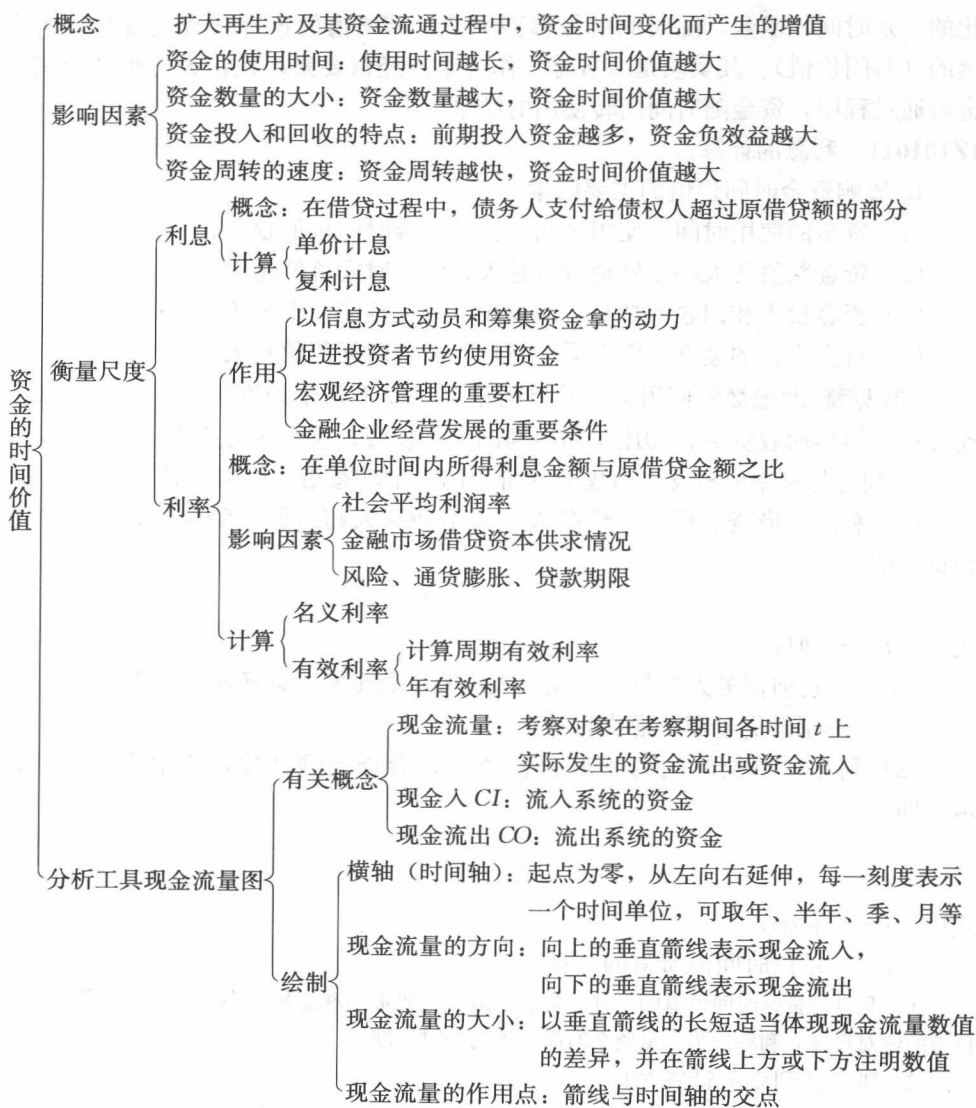 概念 扩大再生产及其资金流通过程中，资金时间变化而产生的增值
资金的使用时间：使用时间越长，资金时间价值越大
资金数量的大小：资金数量越大，资金时间价值越大
影响因素
资金投入和回收的特点：前期投入资金越多，资金负效益越大
资金周转的速度：资金周转越快，资金时间价值越大
概念：在借贷过程中，债务人支付给债权人超过原借贷额的部分
利息
单价计息
计算
复利计息
以信息方式动员和筹集资金拿的动力
促进投资者节约使用资金
作用
宏观经济管理的重要杠杆
金融企业经营发展的重要条件
衡量尺度
概念：在单位时间内所得利息金额与原借贷金额之比
利率
社会平均利润率
影响因素
金融市场借贷资本供求情况
风险、通货膨胀、贷款期限
名义利率
计算
计算周期有效利率
有效利率
年有效利率
资金的时间价值
现金流量：考察对象在考察期间各时间 t 上
实际发生的资金流出或资金流入
有关概念
现金入 CI：流入系统的资金
现金流出 CO：流出系统的资金
分析工具现金流量图
横轴（时间轴）：起点为零，从左向右延伸，每一刻度表示
一个时间单位，可取年、半年、季、月等
现金流量的方向：向上的垂直箭线表示现金流入，
向下的垂直箭线表示现金流出
绘制
现金流量的大小：以垂直箭线的长短适当体现现金流量数值
的差异，并在箭线上方或下方注明数值
现金流量的作用点：箭线与时间轴的交点